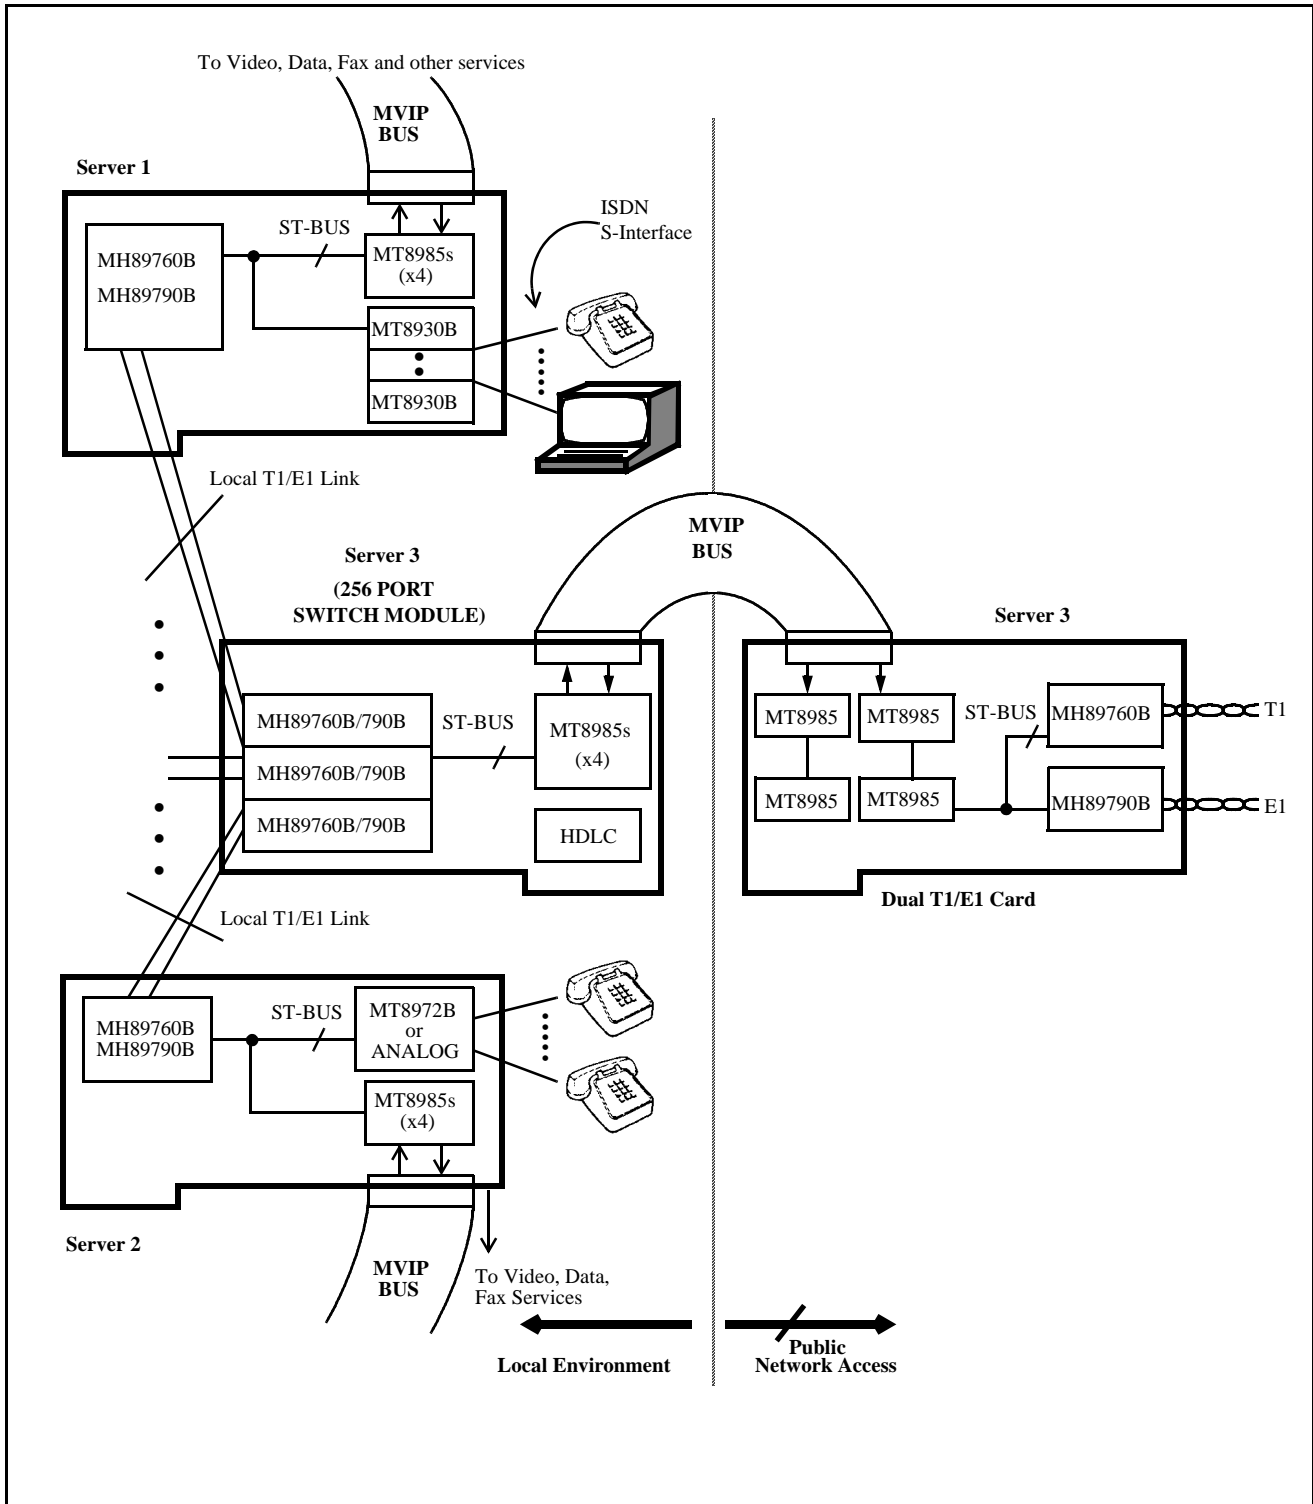 To Video, Data, Fax and other services
MVIP
BUS
Server 1
ISDN
S-Interface
ST-BUS
MH89760B
MH89790B
MT8985s
(x4)
MT8930B
MT8930B
Local T1/E1 Link
MVIP
BUS
Server 3
(256 PORT
SWITCH MODULE)
Server 3
MH89760B/790B
ST-BUS
MT8985s
(x4)
MH89760B/790B
MH89760B/790B
HDLC
MT8985
MT8985
ST-BUS
MH89760B
T1
MT8985
MT8985
MH89790B
E1
Dual T1/E1 Card
Local T1/E1 Link
MH89760B
MH89790B
ST-BUS
MT8972B
or
ANALOG
MT8985s
(x4)
Server 2
MVIP
BUS
To Video, Data,
Fax Services
Local Environment
Public
Network Access